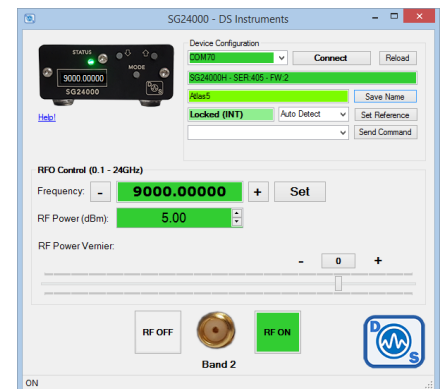 SG24000 - DS Instruments
STATUS
MODE
9000.00000
SG24000
Help!
Device Configuration
COM70
Connect
Reload
SG24000H - SER:405 - FW:2
Atlas5
Save Name
Locked (INT)
Auto Detect
Set Reference
Send Command
RFO Control (0.1 - 24GHz)
Frequency:
-
9000.00000
+
Set
RF Power (dBm):
5.00
RF Power Vernier:
-
0
+
RF OFF
RF ON
Band 2
D S
ON